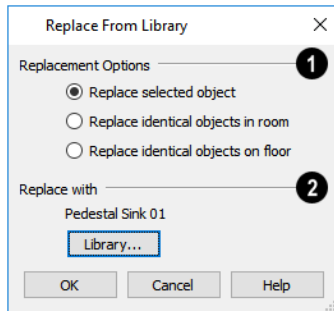 Replace From Library
Replacement Options 1
Replace selected object
Replace identical objects in room
Replace identical objects on floor
Replace with 2
Pedestal Sink 01
Library...
OK Cancel Help